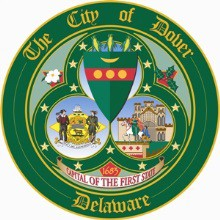 The City of Dover
1683
CAPITAL OF THE FIRST STATE
Delaware